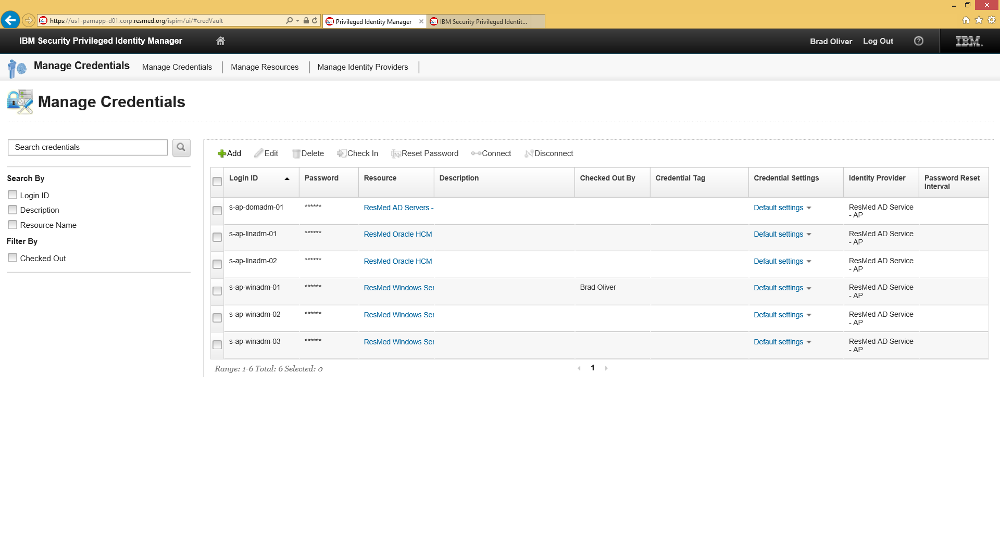 https://us1-pamapp-d01.corp.resmed.org/ispim/ui/#credVault
Privileged Identity Manager
IBM Security Privileged Identit...
IBM Security Privileged Identity Manager
Brad Oliver
Log Out
IBM.
Manage Credentials
Manage Credentials
Manage Resources
Manage Identity Providers
Manage Credentials
Search credentials
Search By
Login ID
Description
Resource Name
Filter By
Checked Out
Add Edit Delete Check In Reset Password Connect Disconnect
Login ID Password Resource Description Checked Out By Credential Tag Credential Settings Identity Provider Password Reset
Interval
s-ap-domadm-01 ****** ResMed AD Servers - Default settings ResMed AD Service
- AP
s-ap-linadm-01 ****** ResMed Oracle HCM Default settings ResMed AD Service
- AP
s-ap-linadm-02 ****** ResMed Oracle HCM Default settings ResMed AD Service
- AP
s-ap-winadm-01 ****** ResMed Windows Ser Brad Oliver Default settings ResMed AD Service
- AP
s-ap-winadm-02 ****** ResMed Windows Ser Default settings ResMed AD Service
- AP
s-ap-winadm-03 ****** ResMed Windows Ser Default settings ResMed AD Service
- AP
Range: 1-6 Total: 6 Selected: 0
1